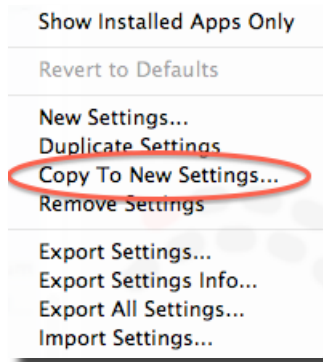 Show Installed Apps Only
Revert to Defaults
New Settings...
Duplicate Settings
Copy To New Settings...
Remove Settings
Export Settings...
Export Settings Info...
Export All Settings...
Import Settings...